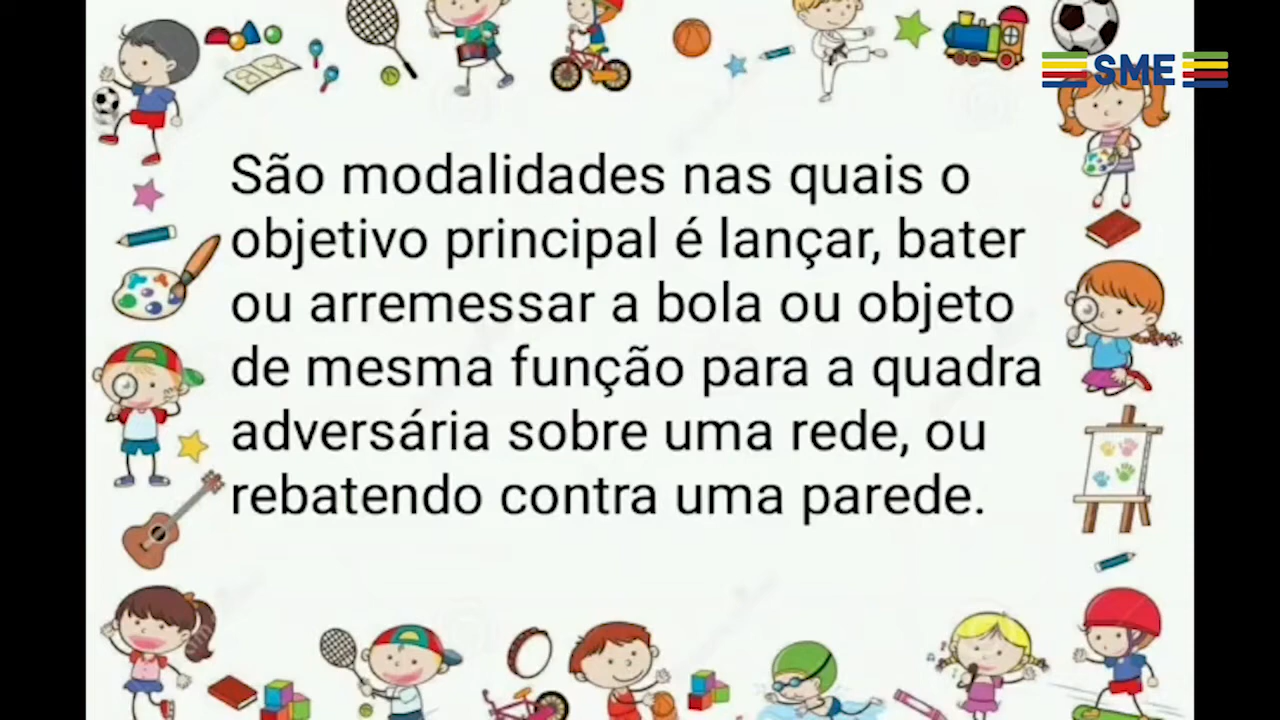 SME
São modalidades nas quais o
objetivo principal é lançar, bater
ou arremessar a bola ou objeto
de mesma função para a quadra
adversária sobre uma rede, ou
rebatendo contra uma parede.